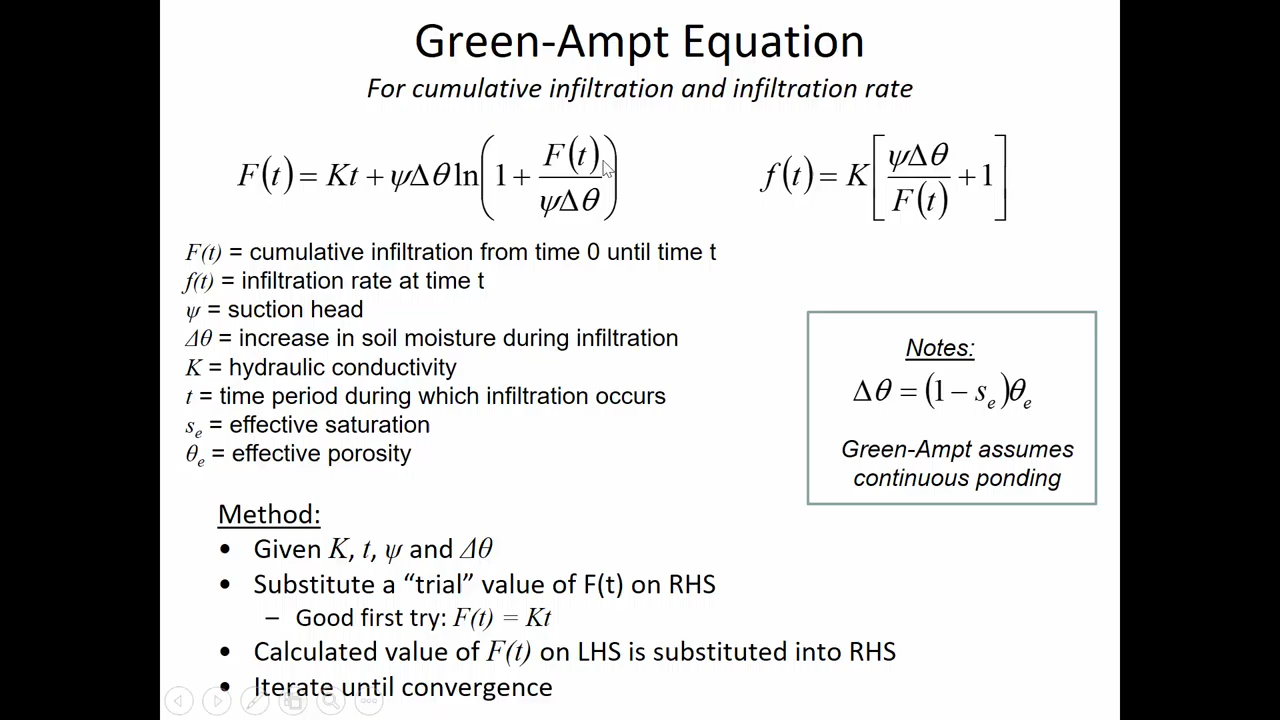 Green-Ampt Equation
For cumulative infiltration and infiltration rate
F(t) = Kt + ψΔθ ln(1 + F(t)/ψΔθ)
f(t) = K[ψΔθ/F(t) + 1]
F(t) = cumulative infiltration from time 0 until time t
f(t) = infiltration rate at time t
ψ = suction head
Δθ = increase in soil moisture during infiltration
K = hydraulic conductivity
t = time period during which infiltration occurs
sₑ = effective saturation
θₑ = effective porosity
Notes:
Δθ = (1 − sₑ)θₑ
Green-Ampt assumes
continuous ponding
Method:
• Given K, t, ψ and Δθ
• Substitute a “trial” value of F(t) on RHS
– Good first try: F(t) = Kt
• Calculated value of F(t) on LHS is substituted into RHS
• Iterate until convergence